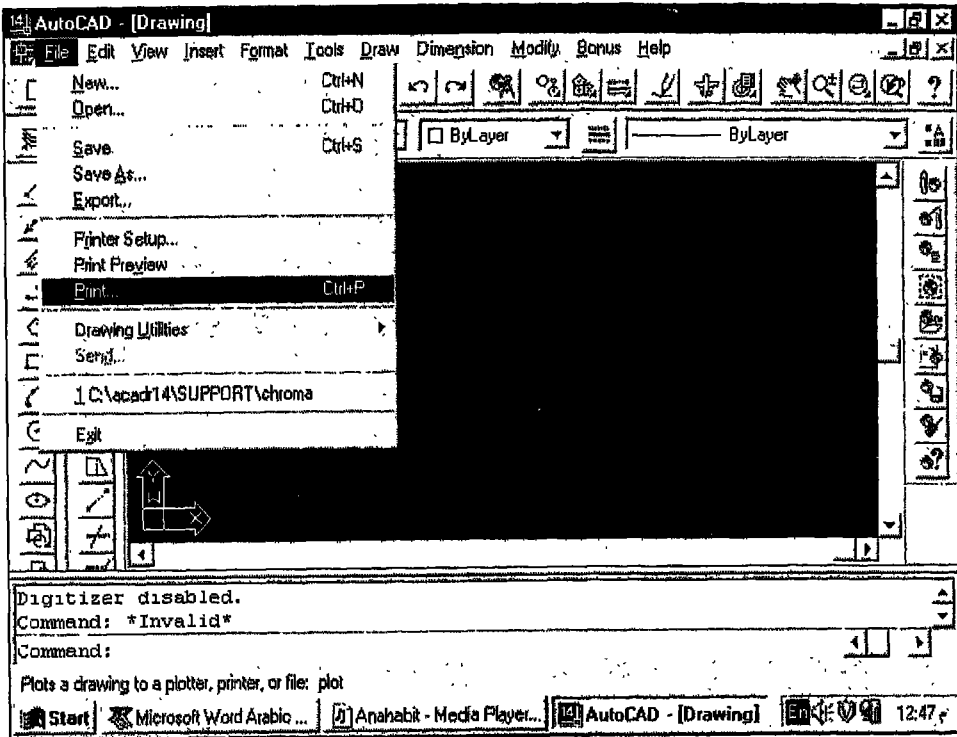 AutoCAD - [Drawing]
File Edit View Insert Format Tools Draw Dimension Modify Bonus Help
New... Ctrl+N
Open... Ctrl+O
ByLayer ByLayer
Save Ctrl+S
Save As...
Export...
Printer Setup...
Print Preview
Print... Ctrl+P
Drawing Utilities
Send...
1 C:\acadr14\SUPPORT\chroma
Exit
W
X
Digitizer disabled.
Command: *Invalid*
Command:
Plots a drawing to a plotter, printer, or file: plot
Start Microsoft Word Arabic ... Anahabit - Media Player... AutoCAD - [Drawing] En 12:47 م